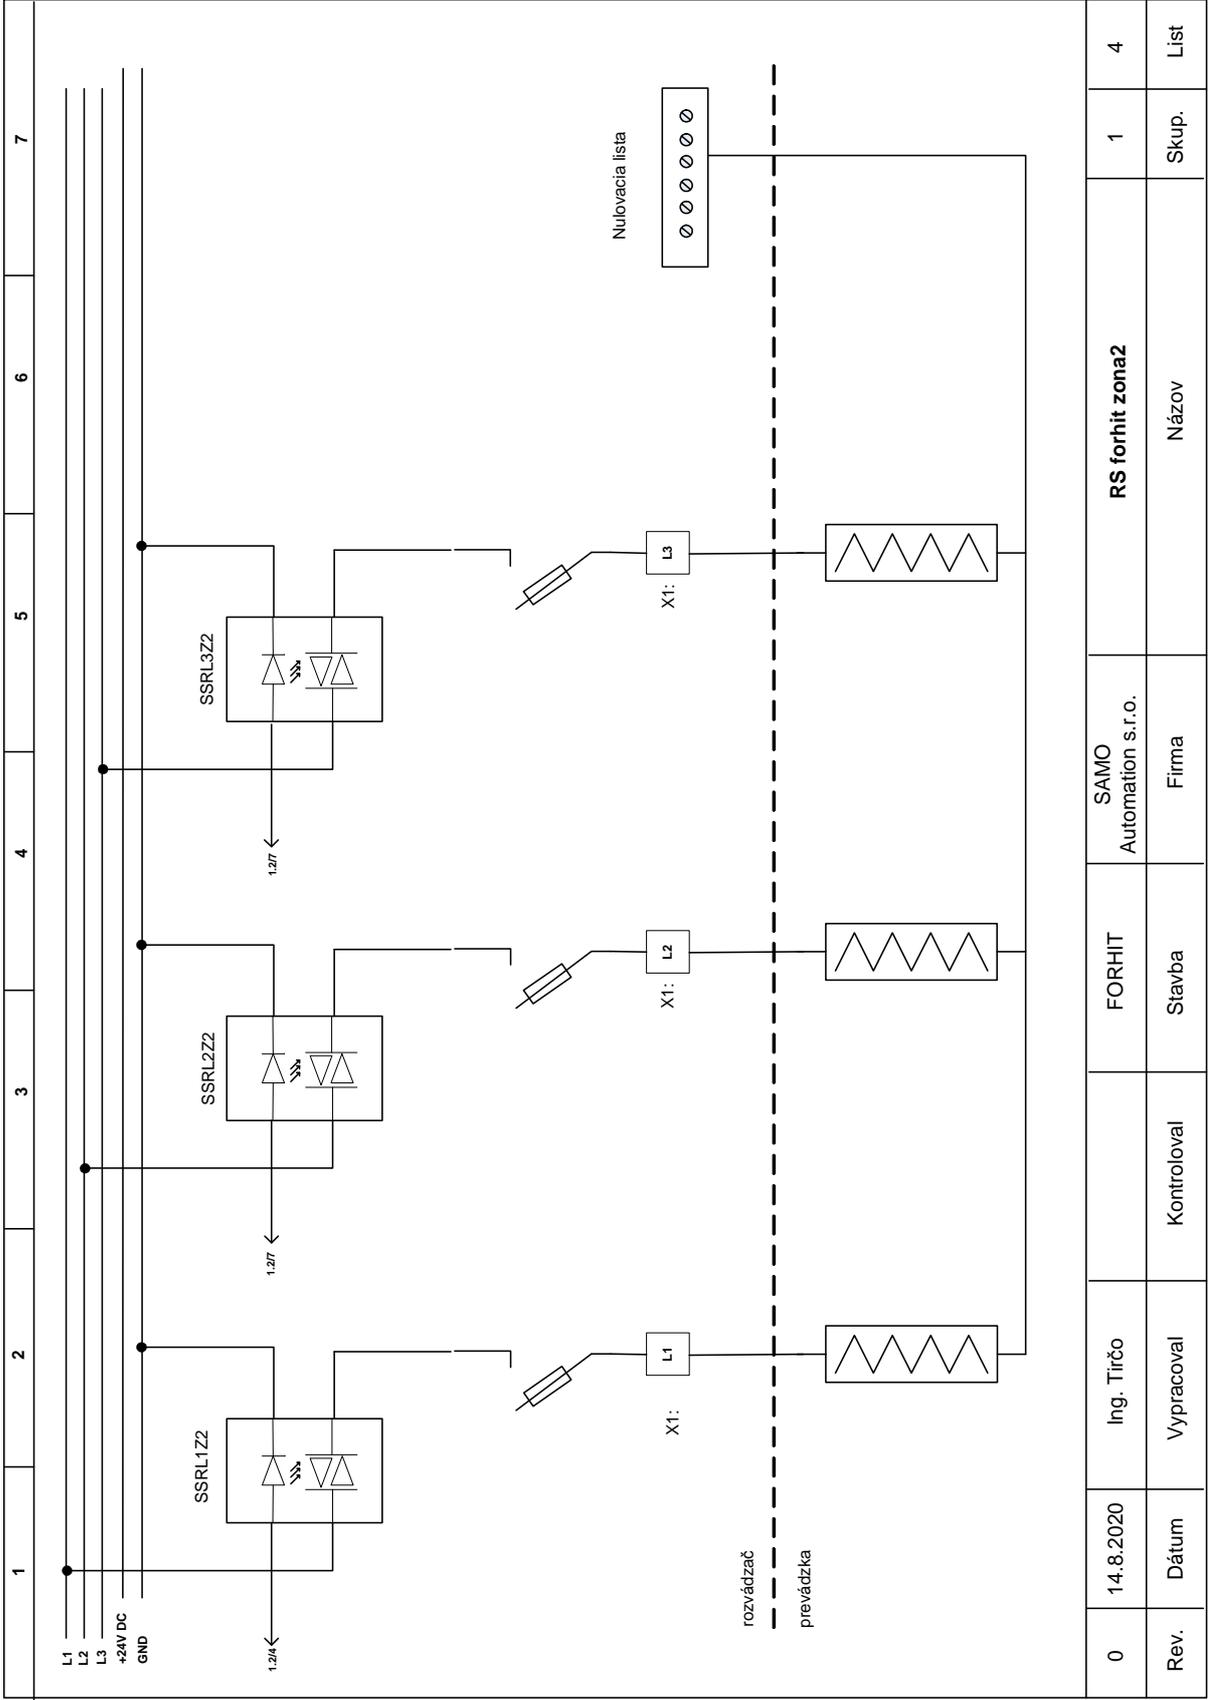 1
2
3
4
5
6
7
L1
L2
L3
+24V DC
GND
SSRL1Z2
SSRL2Z2
SSRL3Z2
1.2/4
1.2/7
1.2/7
X1:
L1
X1:
L2
X1:
L3
Nulovacia lista
rozvádzač
prevádzka
0
14.8.2020
Ing. Tirčo
FORHIT
SAMO
Automation s.r.o.
RS forhit zona2
1
4
Rev.
Dátum
Vypracoval
Kontroloval
Stavba
Firma
Názov
Skup.
List